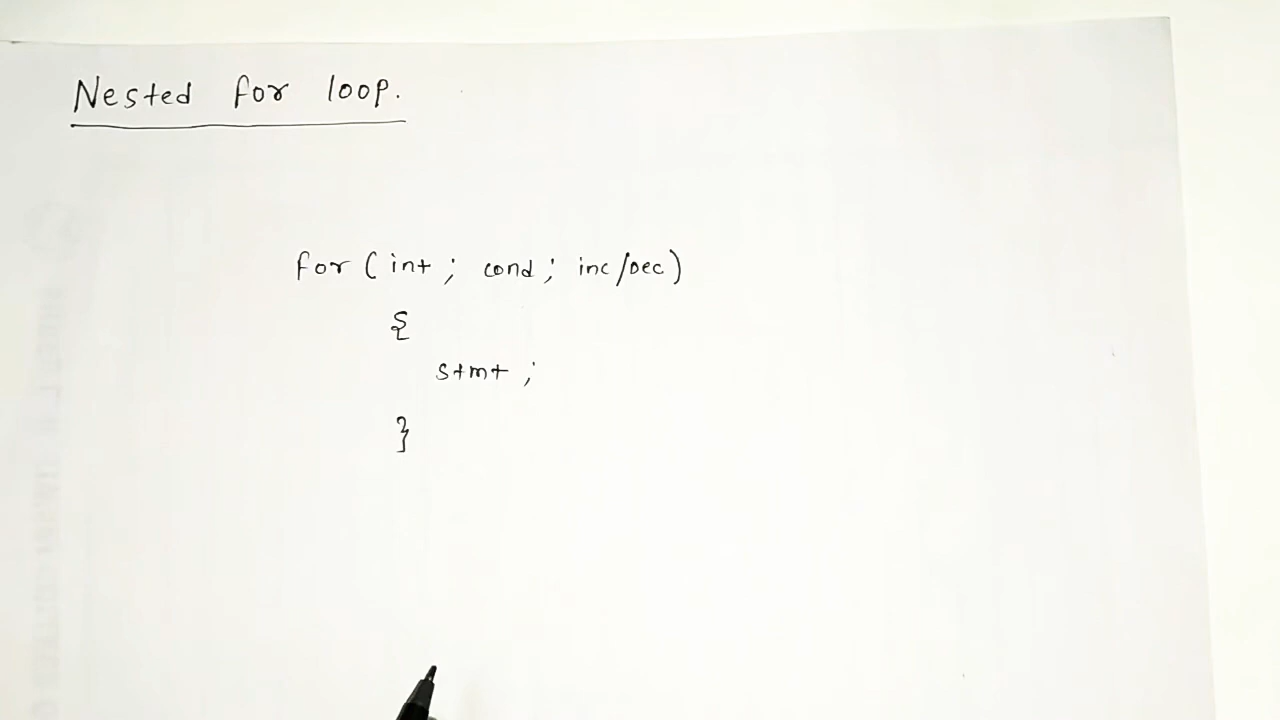 Nested for loop.
for ( int ; cond ; inc/Dec)
{
stmt ;
}